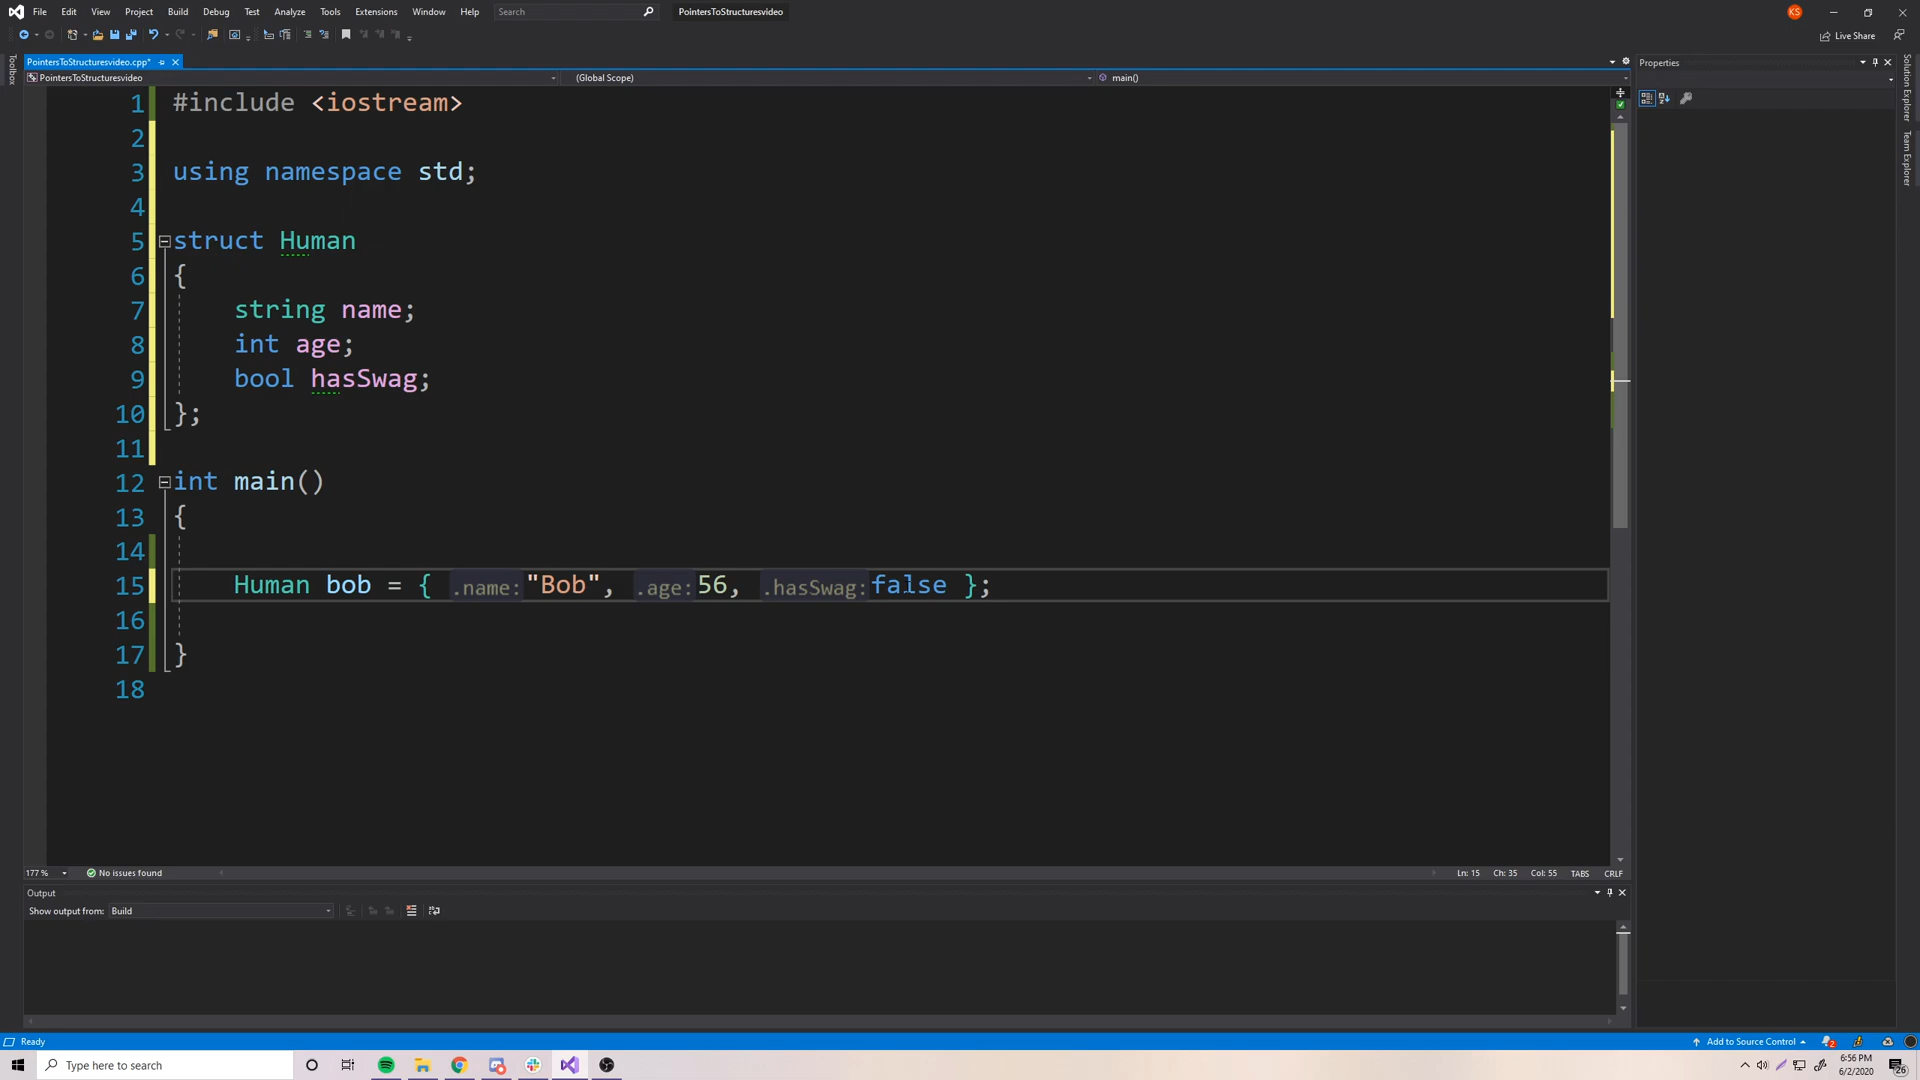 File Edit View Project Build Debug Test Analyze Tools Extensions Window Help Search PointersToStructuresvideo KS
Live Share
PointersToStructuresvideo.cpp*
PointersToStructuresvideo (Global Scope) main()
Toolbox
1 #include <iostream>
2
3 using namespace std;
4
5 struct Human
6 {
7 string name;
8 int age;
9 bool hasSwag;
10 };
11
12 int main()
13 {
14
15 Human bob = { .name: "Bob", .age: 56, .hasSwag: false };
16
17 }
18
177 % No issues found Ln: 15 Ch: 35 Col: 55 TABS CRLF
Output
Show output from: Build
Properties
Solution Explorer
Team Explorer
Ready Add to Source Control 2
Type here to search 6:56 PM
6/2/2020
26